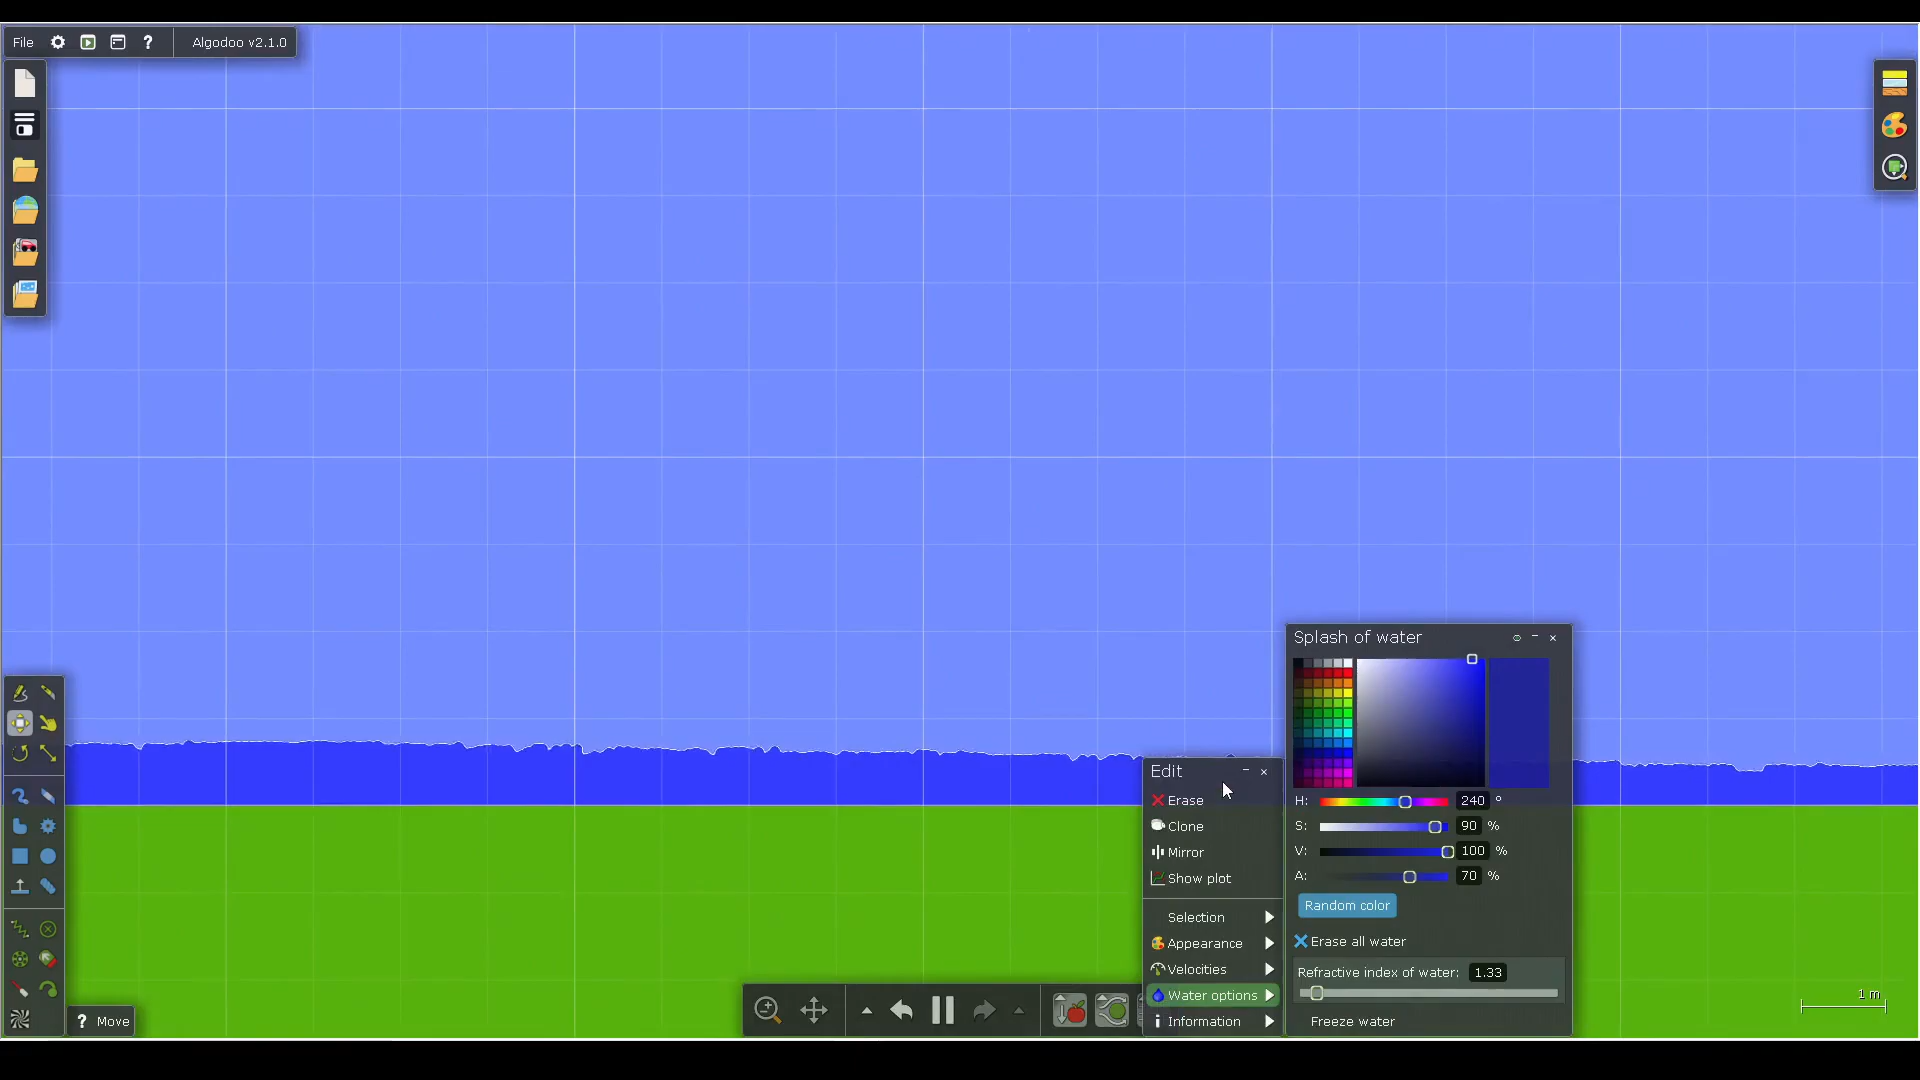 File ? Algodoo v2.1.0
Splash of water
Edit
Erase
Clone
Mirror
Show plot
Selection
Appearance
Velocities
Water options
Information
H: 240 °
S: 90 %
V: 100 %
A: 70 %
Random color
Erase all water
Refractive index of water: 1.33
Freeze water
? Move
1 m